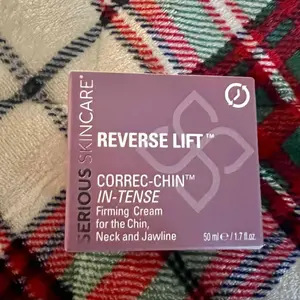 SERIOUS SKINCARE®
REVERSE LIFT™
CORREC-CHIN™
IN-TENSE
Firming Cream
for the Chin,
Neck and Jawline
50 ml ℮ / 1.7 fl.oz.